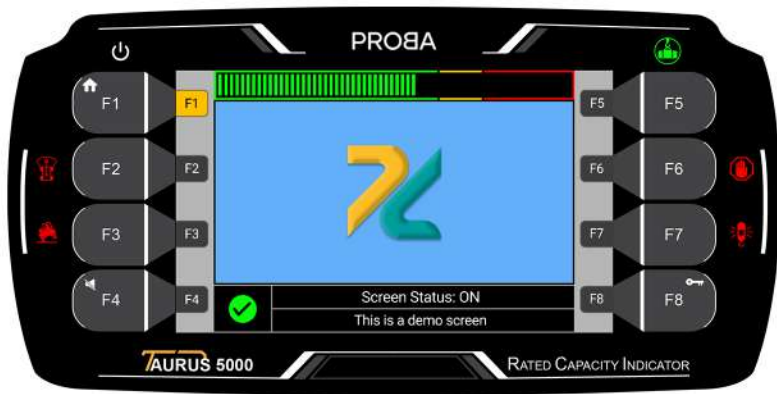 PROBA
F1 F1 F5 F5
F2 F2 F6 F6
F3 F3 F7 F7
F4 F4 F8 F8
Screen Status: ON
This is a demo screen
TAURUS 5000
RATED CAPACITY INDICATOR